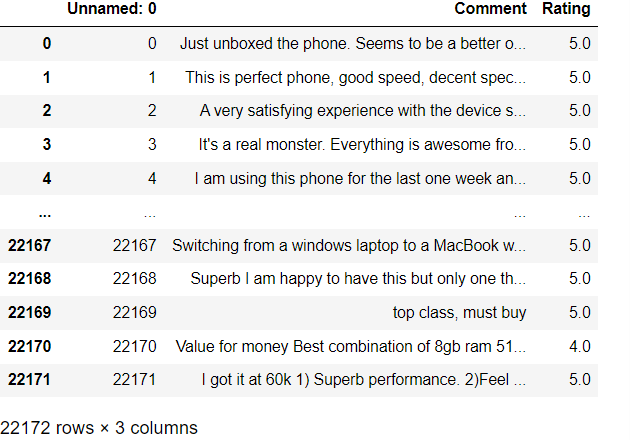 Unnamed: 0 Comment Rating
0 0 Just unboxed the phone. Seems to be a better o... 5.0
1 1 This is perfect phone, good speed, decent spec... 5.0
2 2 A very satisfying experience with the device s... 5.0
3 3 It's a real monster. Everything is awesome fro... 5.0
4 4 I am using this phone for the last one week an... 5.0
... ... ... ...
22167 22167 Switching from a windows laptop to a MacBook w... 5.0
22168 22168 Superb I am happy to have this but only one th... 5.0
22169 22169 top class, must buy 5.0
22170 22170 Value for money Best combination of 8gb ram 51... 4.0
22171 22171 I got it at 60k 1) Superb performance. 2)Feel ... 5.0
22172 rows × 3 columns